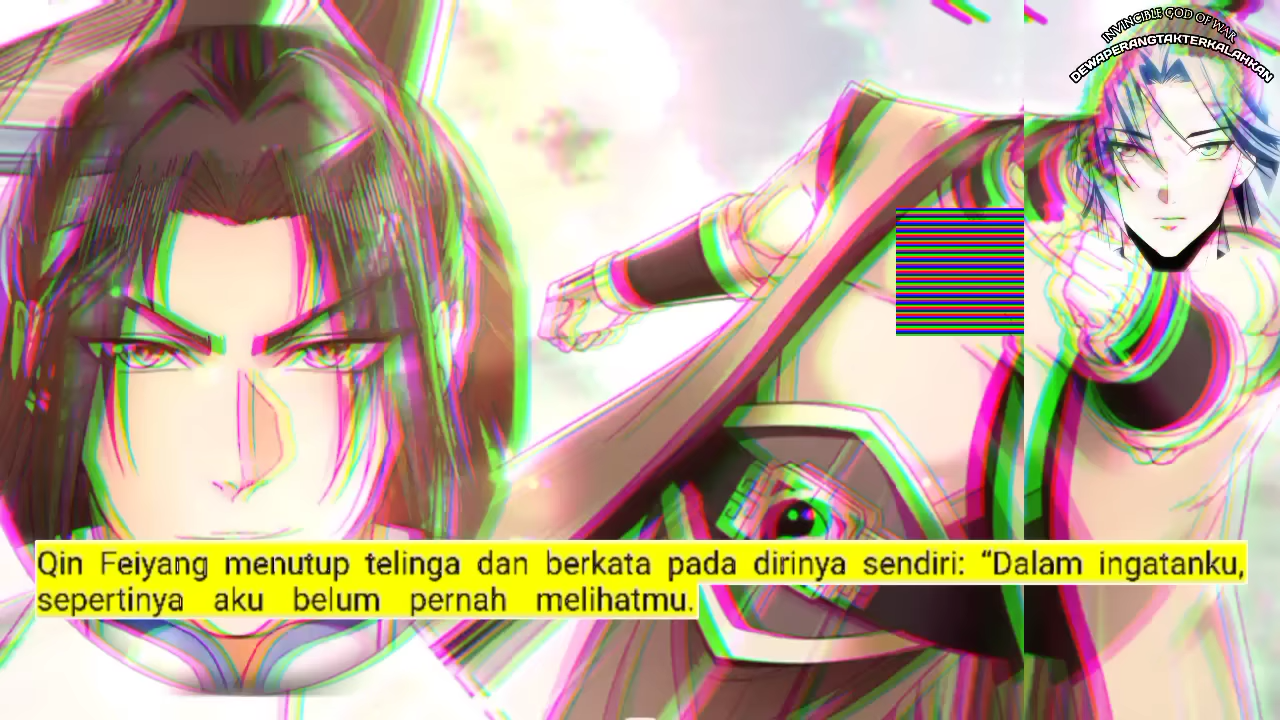 INVINCIBLE GOD OF WAR
DEWAPERANGTAKTERKALAHKAN
Qin Feiyang menutup telinga dan berkata pada dirinya sendiri: “Dalam ingatanku,
sepertinya aku belum pernah melihatmu.